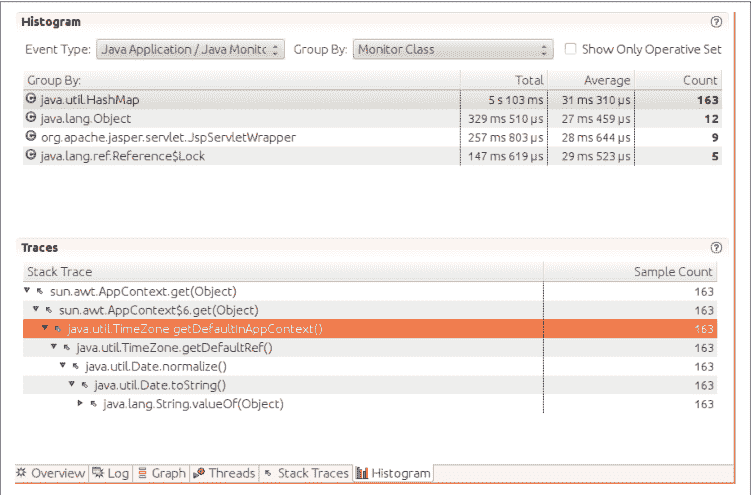 Histogram
Event Type: Java Application / Java Monitc Group By: Monitor Class Show Only Operative Set
Group By: Total Average Count
java.util.HashMap 5 s 103 ms 31 ms 310 µs 163
java.lang.Object 329 ms 510 µs 27 ms 459 µs 12
org.apache.jasper.servlet.JspServletWrapper 257 ms 803 µs 28 ms 644 µs 9
java.lang.ref.Reference$Lock 147 ms 619 µs 29 ms 523 µs 5
Traces
Stack Trace Sample Count
sun.awt.AppContext.get(Object) 163
sun.awt.AppContext$6.get(Object) 163
java.util.TimeZone.getDefaultInAppContext() 163
java.util.TimeZone.getDefaultRef() 163
java.util.Date.normalize() 163
java.util.Date.toString() 163
java.lang.String.valueOf(Object) 163
Overview Log Graph Threads Stack Traces Histogram